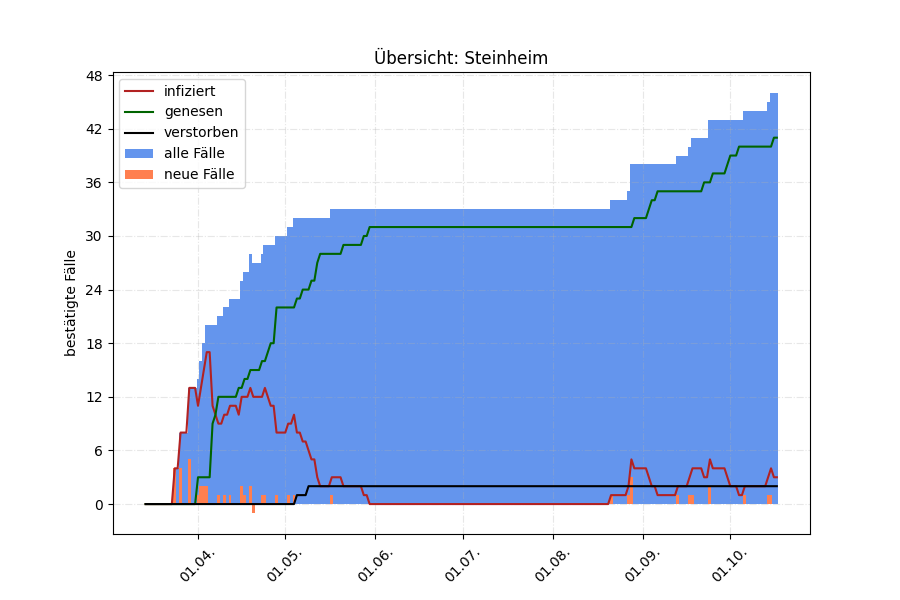 Übersicht: Steinheim
infiziert
genesen
verstorben
alle Fälle
neue Fälle
bestätigte Fälle
48
42
36
30
24
18
12
6
0
01.04.
01.05.
01.06.
01.07.
01.08.
01.09.
01.10.